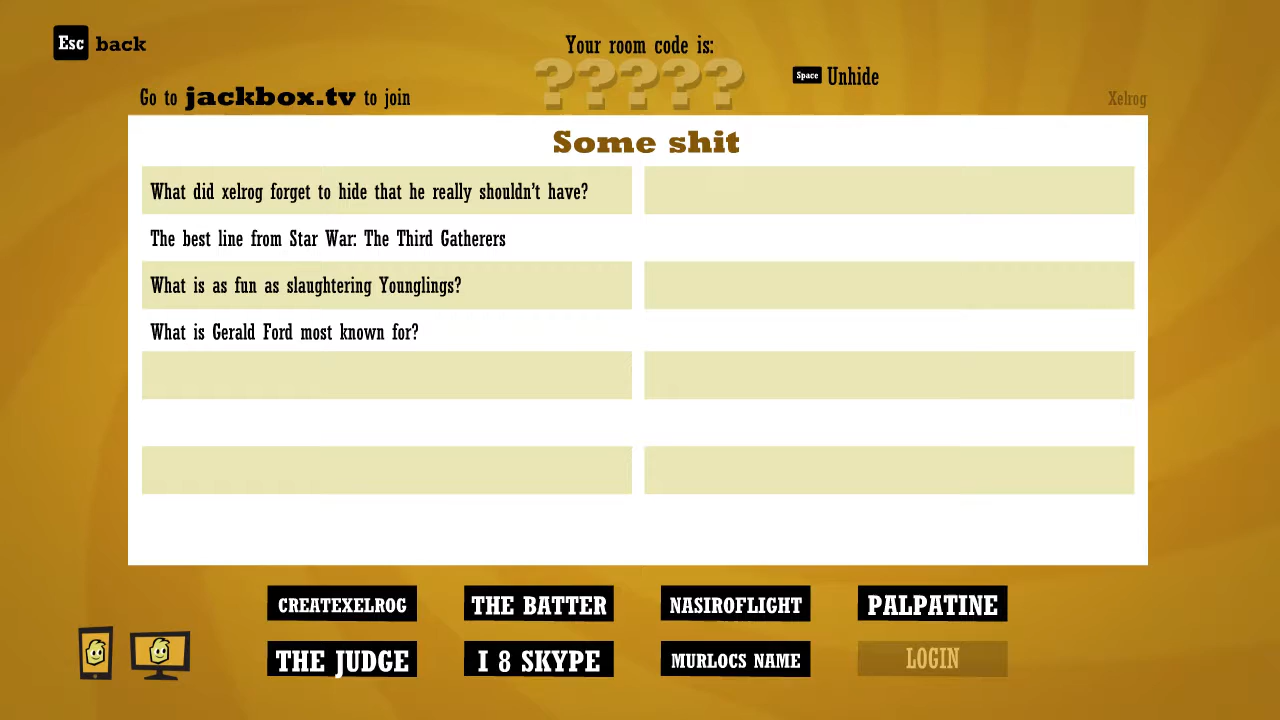 Esc back
Your room code is:
?????
Space Unhide
Go to jackbox.tv to join
Xelrog
Some shit
What did xelrog forget to hide that he really shouldn't have?
The best line from Star War: The Third Gatherers
What is as fun as slaughtering Younglings?
What is Gerald Ford most known for?
CREATEXELROG THE BATTER NASIROFLIGHT PALPATINE
THE JUDGE I 8 SKYPE MURLOCS NAME LOGIN